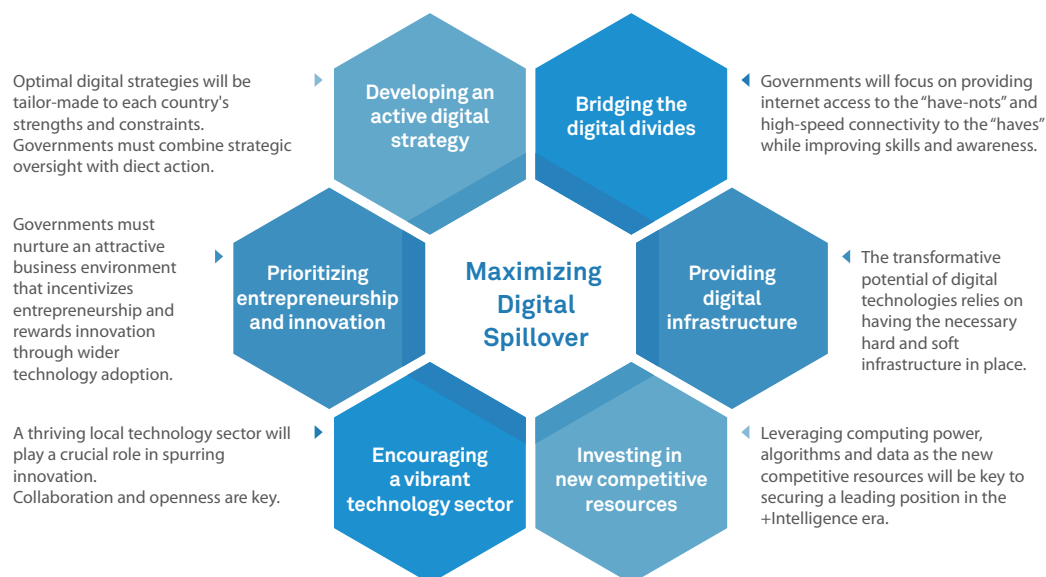 Optimal digital strategies will be
tailor-made to each country's
strengths and constraints.
Governments must combine strategic
oversight with diect action.
Developing an
active digital
strategy
Bridging the
digital divides
Governments will focus on providing
internet access to the “have-nots” and
high-speed connectivity to the “haves”
while improving skills and awareness.
Governments must
nurture an attractive
business environment
that incentivizes
entrepreneurship and
rewards innovation
through wider
technology adoption.
Prioritizing
entrepreneurship
and innovation
Maximizing
Digital
Spillover
Providing
digital
infrastructure
The transformative
potential of digital
technologies relies on
having the necessary
hard and soft
infrastructure in place.
A thriving local technology sector will
play a crucial role in spurring
innovation.
Collaboration and openness are key.
Encouraging
a vibrant
technology sector
Investing in
new competitive
resources
Leveraging computing power,
algorithms and data as the new
competitive resources will be key to
securing a leading position in the
+Intelligence era.